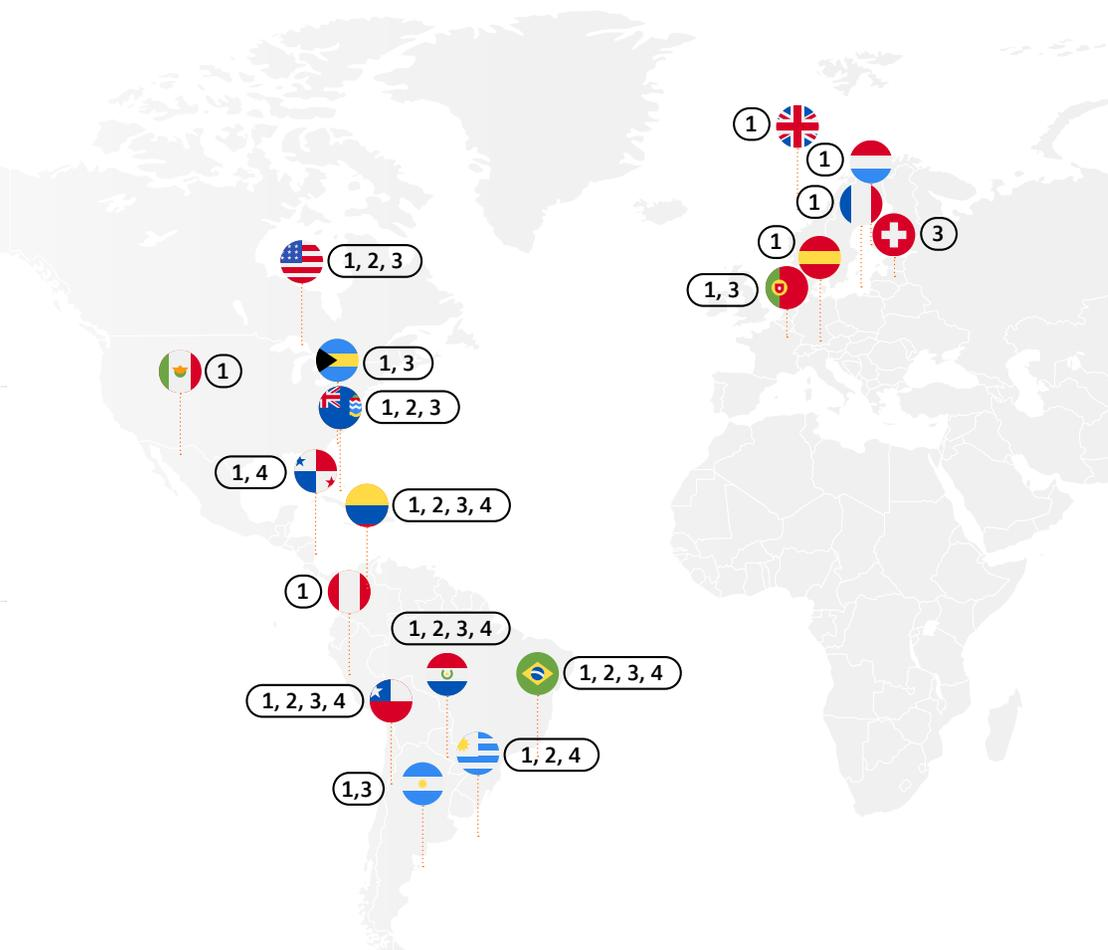 1
1
1
3
1
1, 2, 3
1, 3
1, 3
1
1, 2, 3
1, 4
1, 2, 3, 4
1
1, 2, 3, 4
1, 2, 3, 4
1, 2, 3, 4
1, 2, 4
1,3